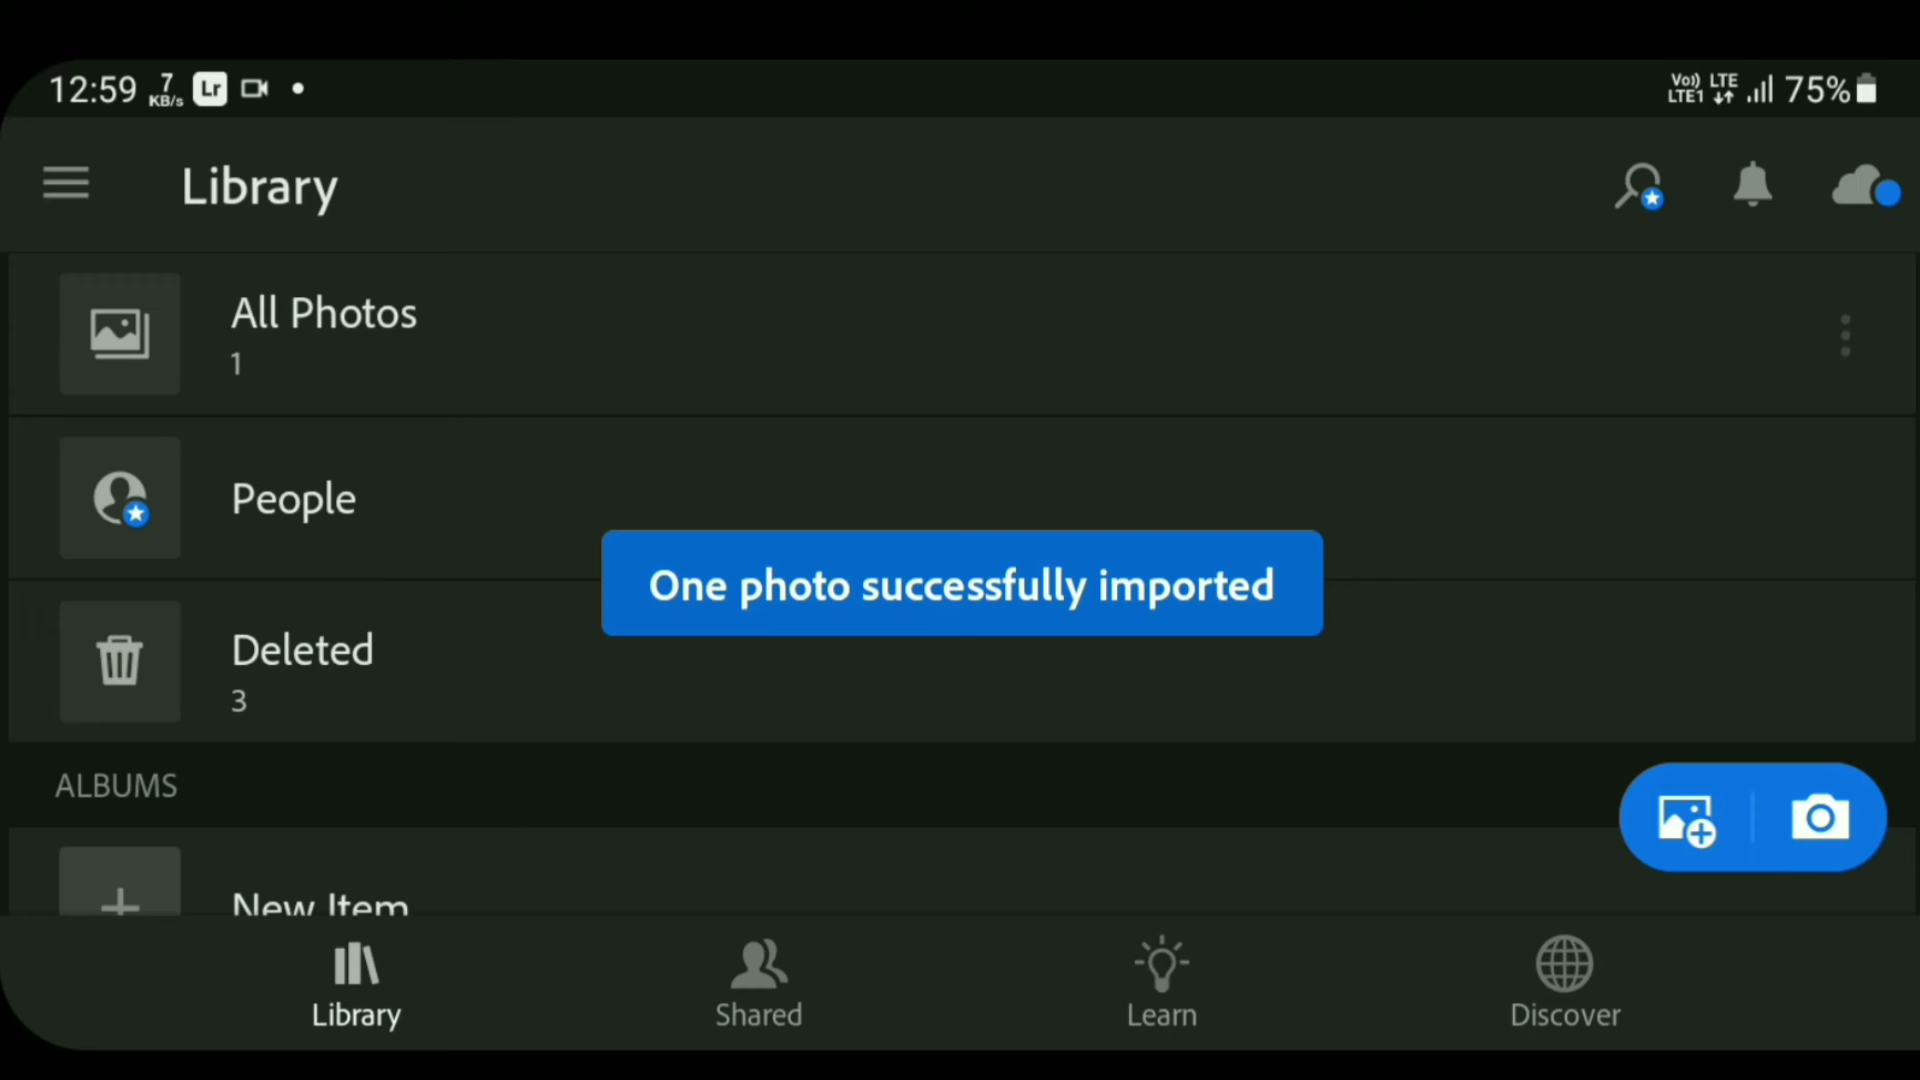 12:59 7 KB/s Lr
Vo)) LTE
LTE1 75%
Library
All Photos
1
People
One photo successfully imported
Deleted
3
ALBUMS
New Item
Library Shared Learn Discover